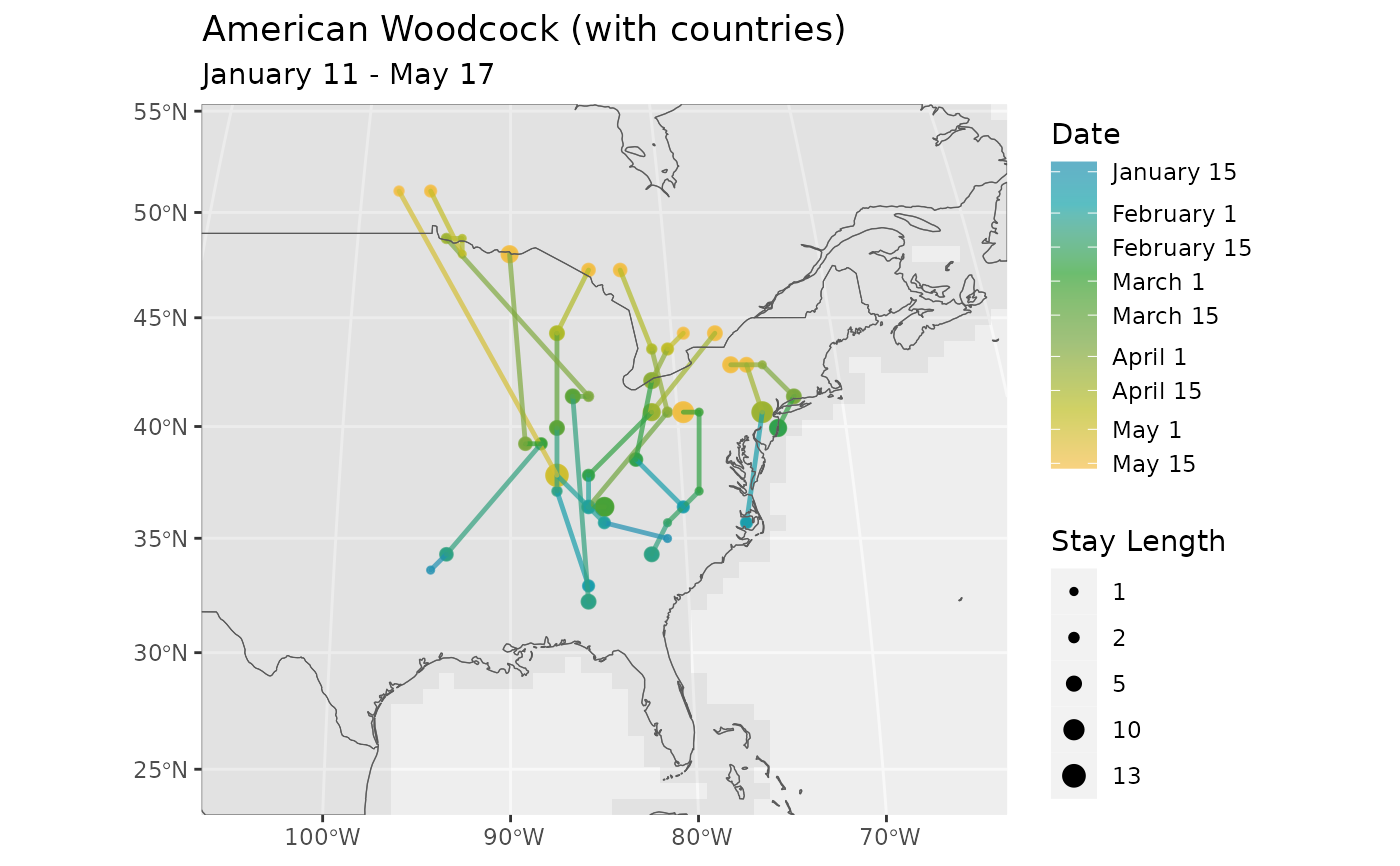 American Woodcock (with countries)
January 11 - May 17
55°N
50°N
45°N
40°N
35°N
30°N
25°N
100°W
90°W
80°W
70°W
Date
January 15
February 1
February 15
March 1
March 15
April 1
April 15
May 1
May 15
Stay Length
1
2
5
10
13